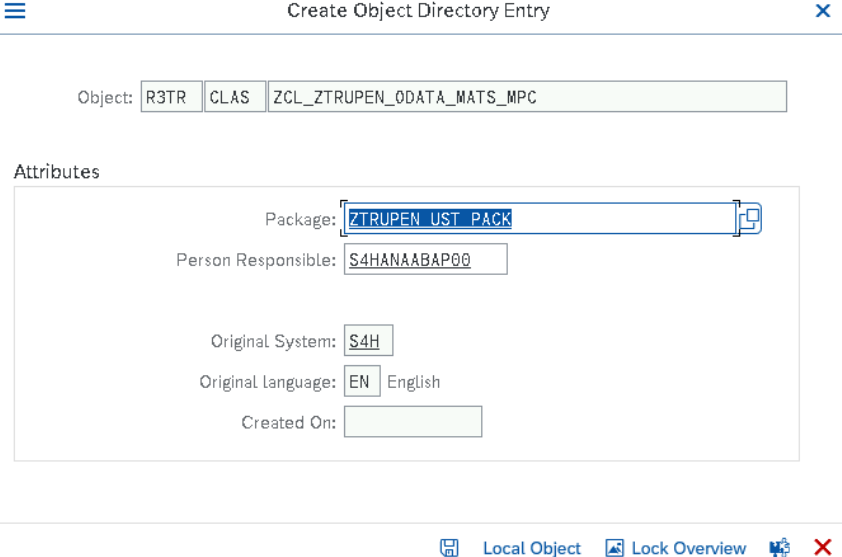 Create Object Directory Entry
Object: R3TR CLAS ZCL_ZTRUPEN_ODATA_MATS_MPC
Attributes
Package: ZTRUPEN_UST_PACK
Person Responsible: S4HANAABAP00
Original System: S4H
Original language: EN English
Created On:
Local Object Lock Overview